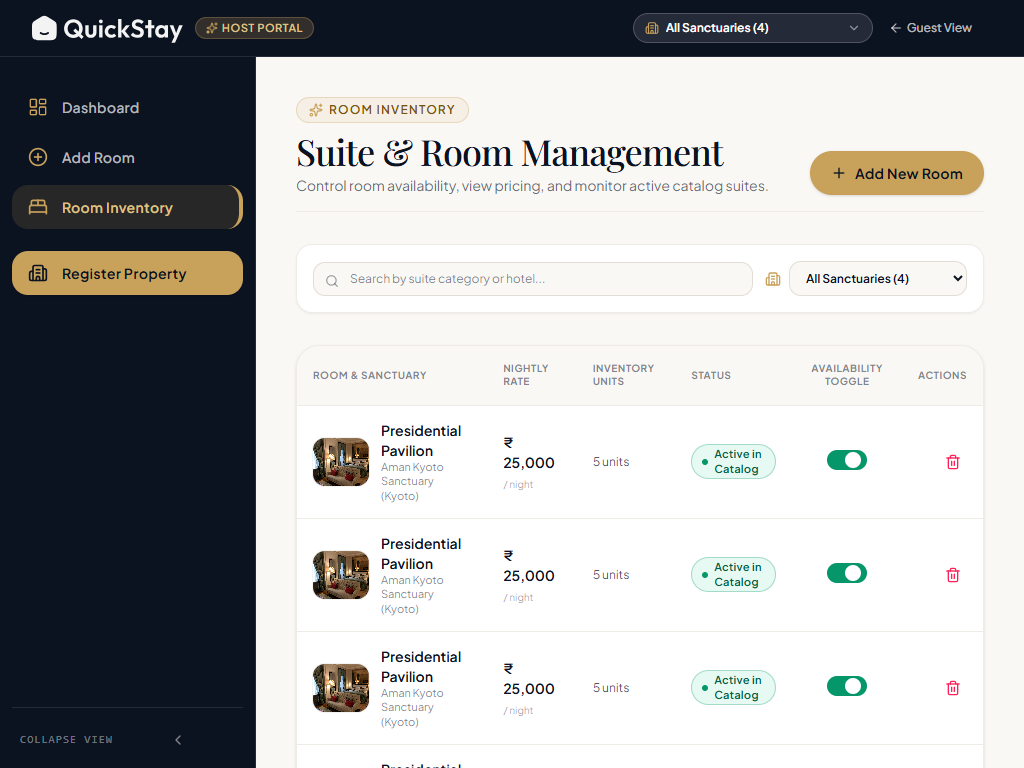 QuickStay
HOST PORTAL
All Sanctuaries (4)
Guest View
Dashboard
Add Room
Room Inventory
Register Property
COLLAPSE VIEW
ROOM INVENTORY
Suite & Room Management
Control room availability, view pricing, and monitor active catalog suites.
Add New Room
Search by suite category or hotel...
All Sanctuaries (4)
ROOM & SANCTUARY
NIGHTLY
RATE
INVENTORY
UNITS
STATUS
AVAILABILITY
TOGGLE
ACTIONS
Presidential
Pavilion
Aman Kyoto
Sanctuary
(Kyoto)
₹
25,000
/ night
5 units
Active in
Catalog
Presidential
Pavilion
Aman Kyoto
Sanctuary
(Kyoto)
₹
25,000
/ night
5 units
Active in
Catalog
Presidential
Pavilion
Aman Kyoto
Sanctuary
(Kyoto)
₹
25,000
/ night
5 units
Active in
Catalog
Presidential